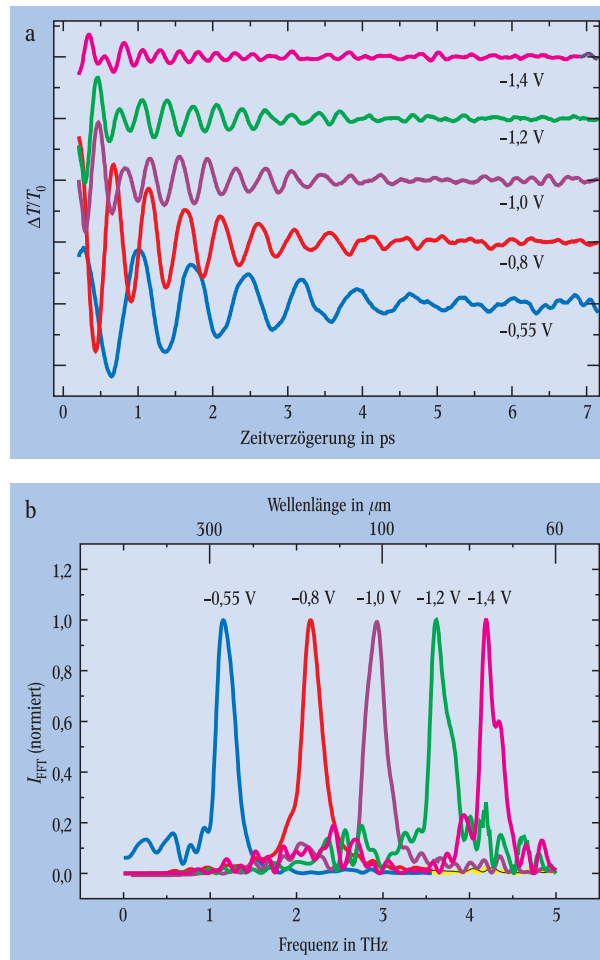 a
–1,4 V
–1,2 V
–1,0 V
–0,8 V
–0,55 V
ΔT/T₀
0 1 2 3 4 5 6 7
Zeitverzögerung in ps
b
Wellenlänge in μm
300 100 60
1,2
1,0
0,8
0,6
0,4
0,2
0,0
–0,55 V –0,8 V –1,0 V –1,2 V –1,4 V
I_FFT (normiert)
0 1 2 3 4 5
Frequenz in THz